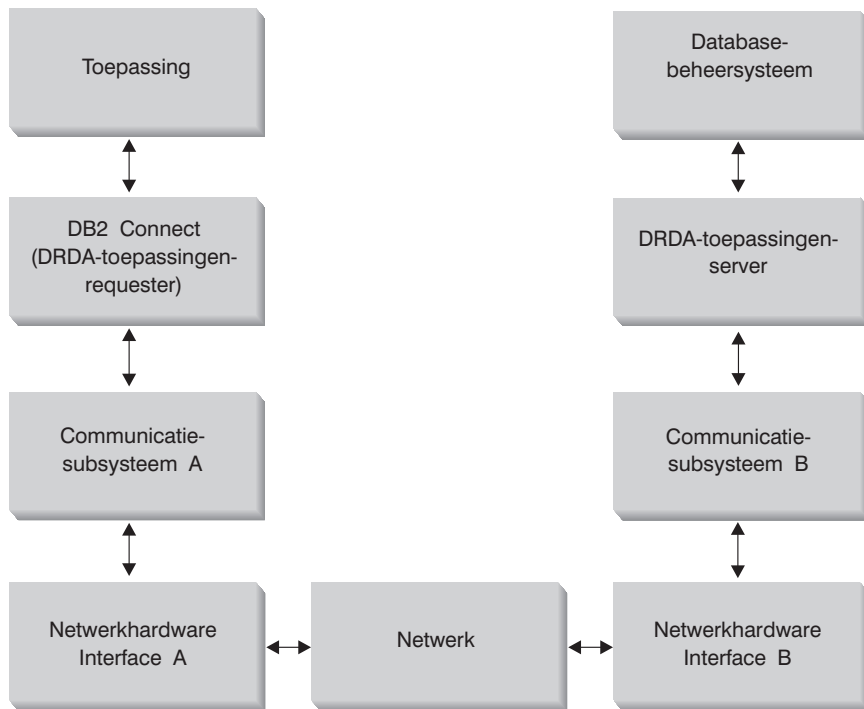 Toepassing
Database-
beheersysteem
DB2 Connect
(DRDA-toepassingen-
requester)
DRDA-toepassingen-
server
Communicatie-
subsysteem A
Communicatie-
subsysteem B
Netwerkhardware
Interface A
Netwerk
Netwerkhardware
Interface B